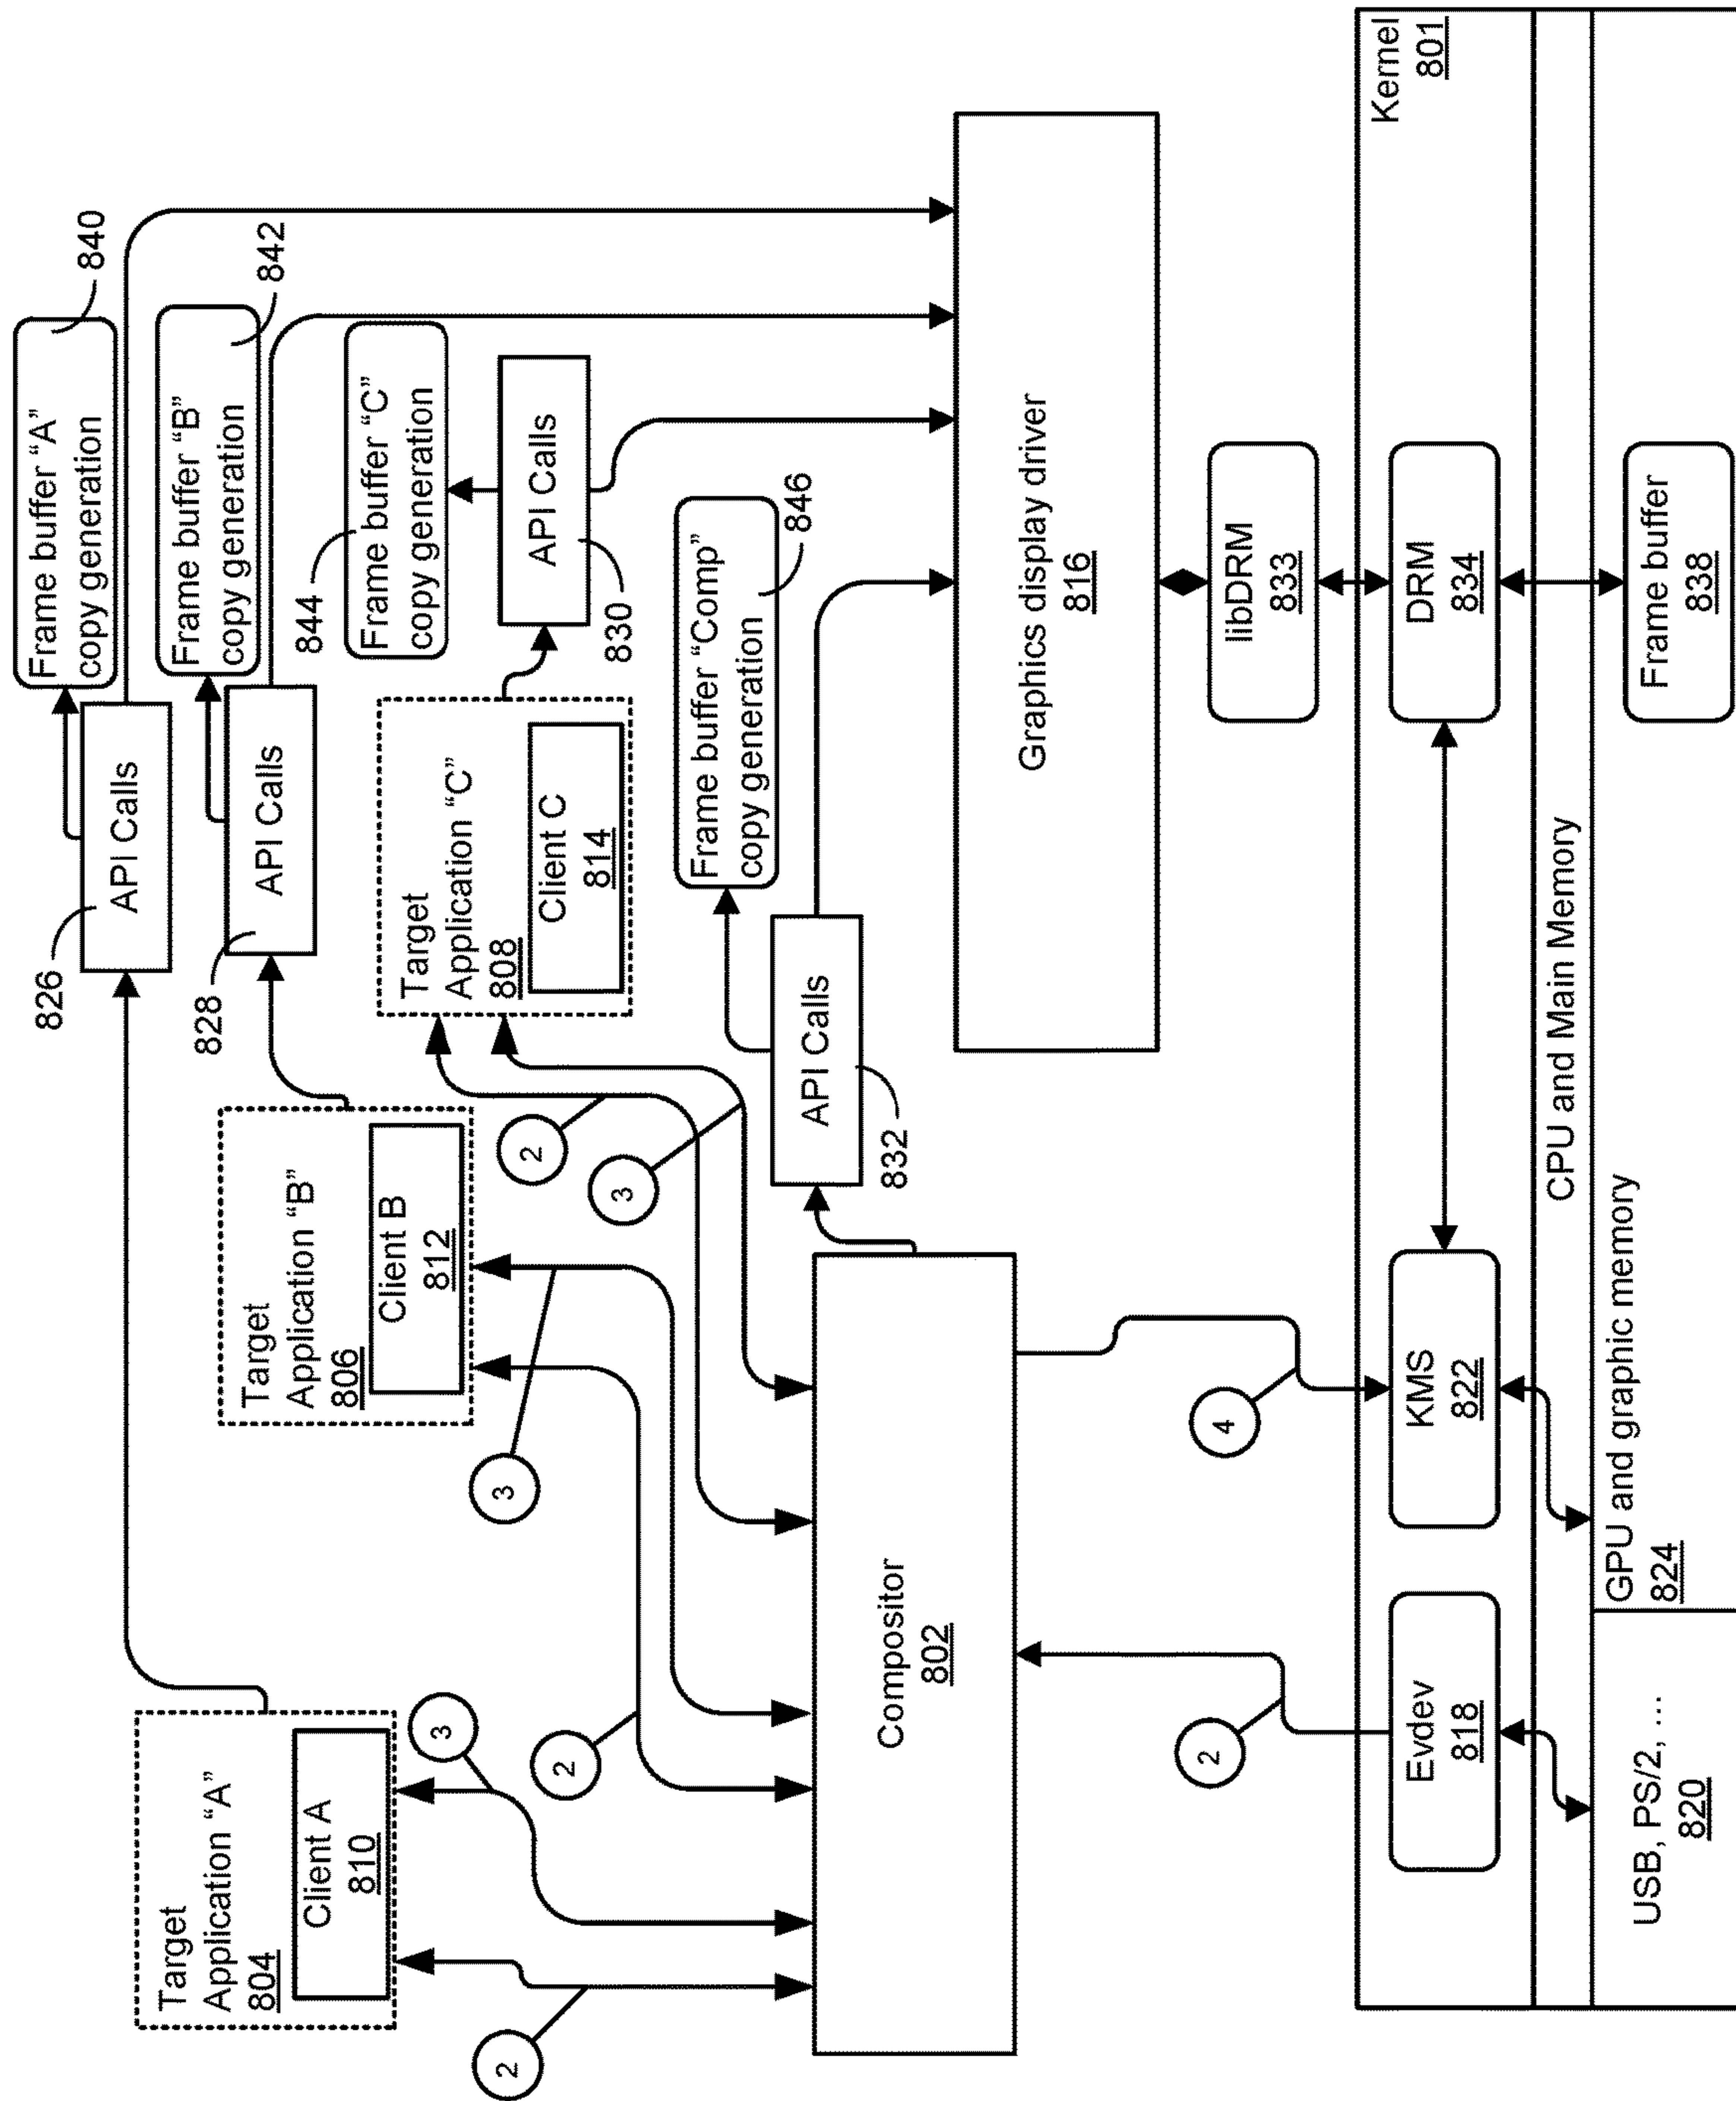 Target
Application “A”
804
Client A
810
2
3
826
API Calls
Frame buffer “A”
copy generation
840
Target
Application “B”
806
Client B
812
2
3
828
API Calls
Frame buffer “B”
copy generation
842
Target
Application “C”
808
Client C
814
2
3
API Calls
830
844
Frame buffer “C”
copy generation
API Calls
832
Frame buffer “Comp”
copy generation
846
Compositor
802
Graphics display driver
816
2
4
libDRM
833
Kernel
801
Evdev
818
KMS
822
DRM
834
CPU and Main Memory
GPU and graphic memory
824
USB, PS/2, ...
820
Frame buffer
838